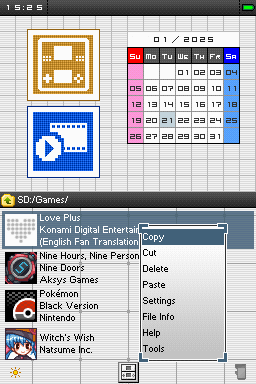 15:25
01 / 2025
Su Mo Tu We Th Fr Sa
01 02 03 04
05 06 07 08 09 10 11
12 13 14 15 16 17 18
19 20 21 22 23 24 25
26 27 28 29 30 31
SD:/Games/
Love Plus
Konami Digital Entertain
(English Fan Translation
Nine Hours, Nine Person
Nine Doors
Aksys Games
Pokémon
Black Version
Nintendo
Witch's Wish
Natsume Inc.
Copy
Cut
Delete
Paste
Settings
File Info
Help
Tools